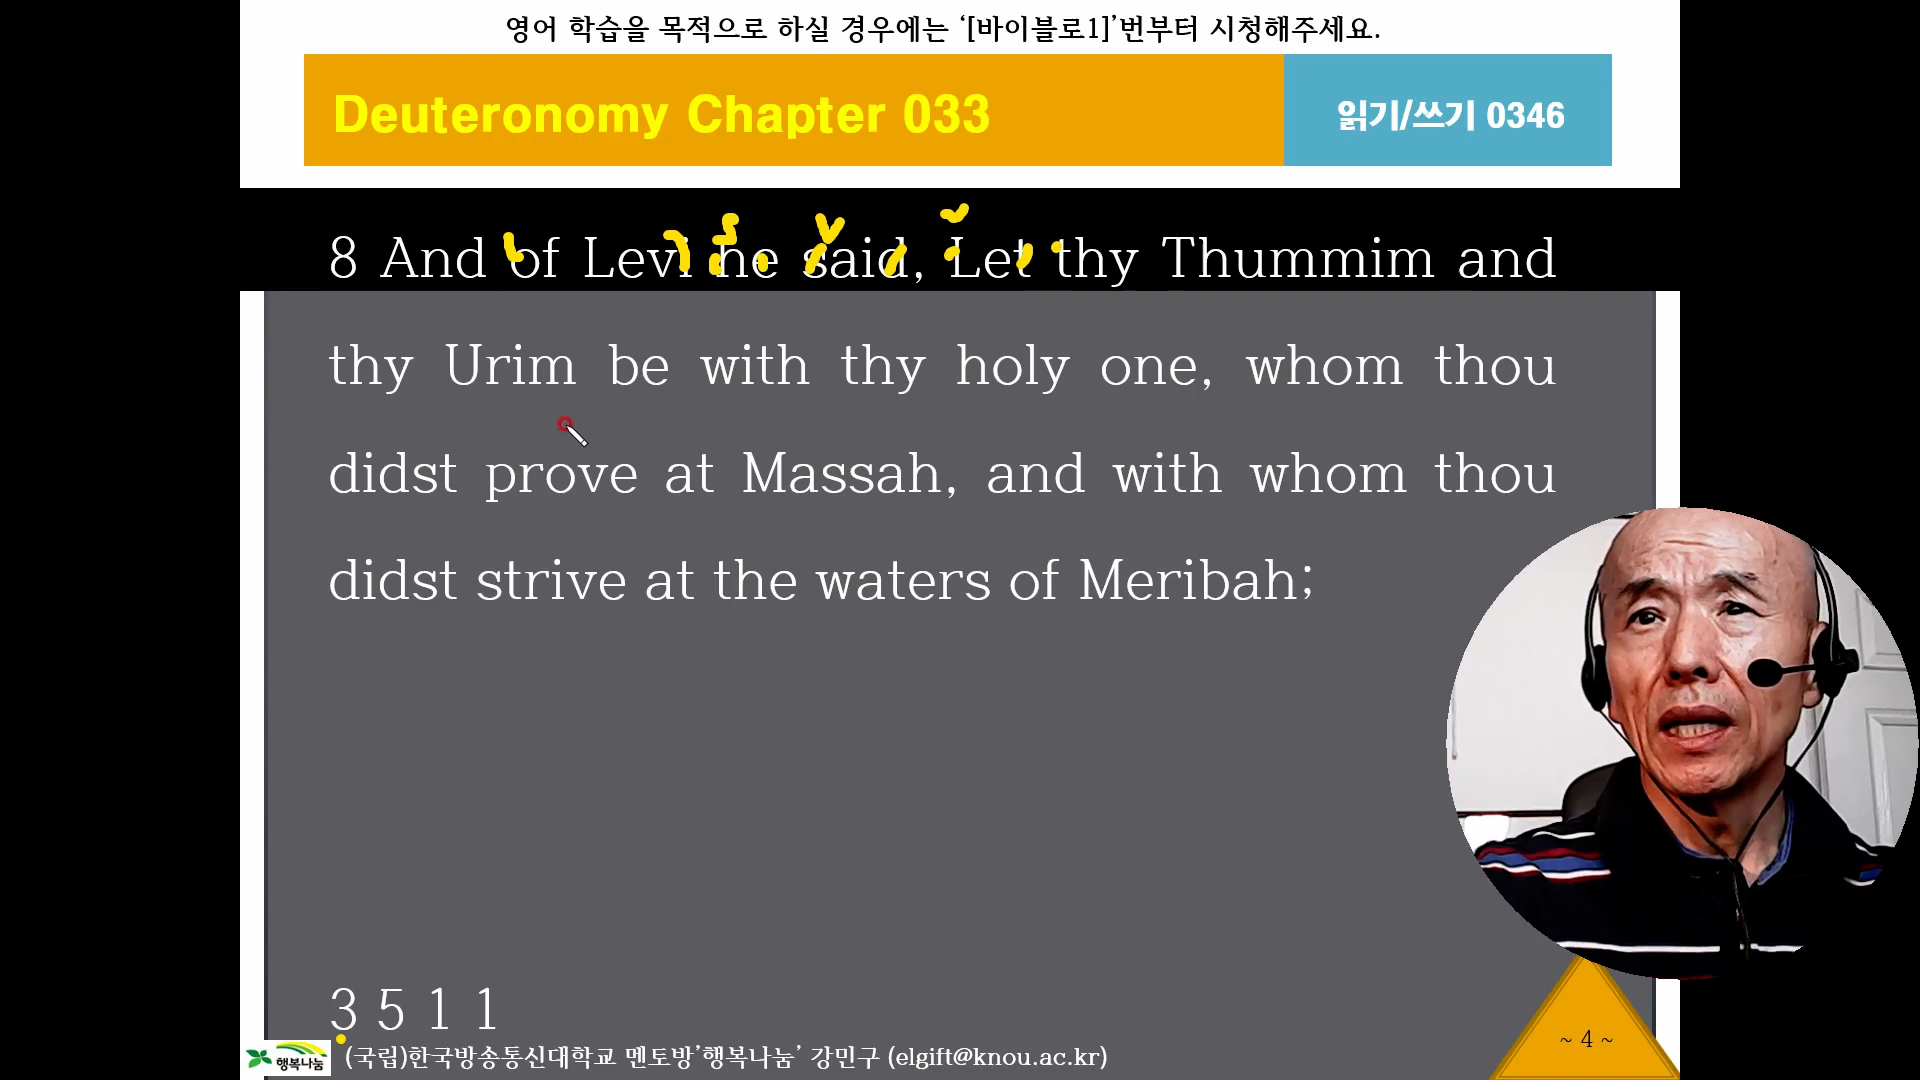 영어 학습을 목적으로 하실 경우에는 ‘[바이블로1]’번부터 시청해주세요.
Deuteronomy Chapter 033
읽기/쓰기 0346
8 And of Levi he said, Let thy Thummim and
thy Urim be with thy holy one, whom thou
didst prove at Massah, and with whom thou
didst strive at the waters of Meribah;
3 5 1 1
~ 4 ~
행복나눔
(국립)한국방송통신대학교 멘토방’행복나눔’ 강민구 (elgift@knou.ac.kr)